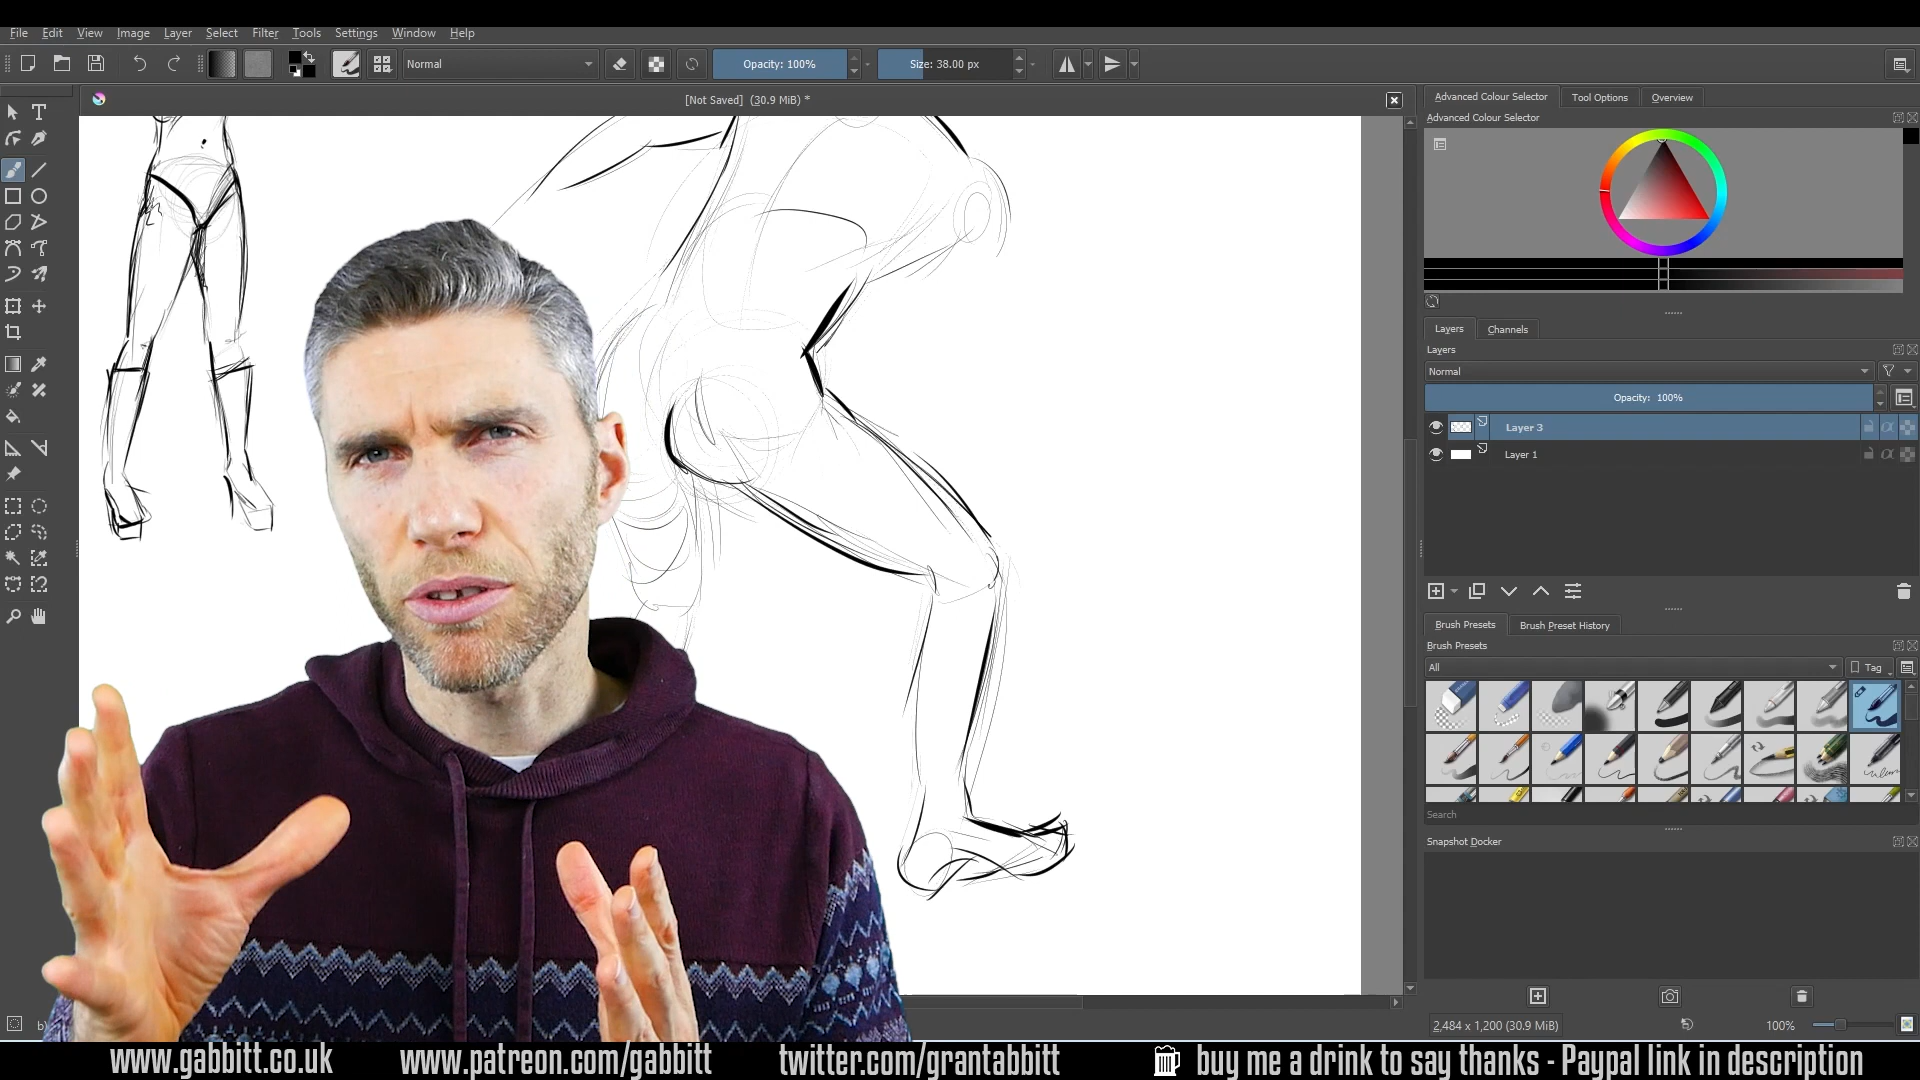 File Edit View Image Layer Select Filter Tools Settings Window Help
Normal Opacity: 100% Size: 38.00 px
[Not Saved] (30.9 MiB) *
Advanced Colour Selector Tool Options Overview
Advanced Colour Selector
Layers Channels
Layers
Normal
Opacity: 100%
Layer 3
Layer 1
Brush Presets Brush Preset History
Brush Presets
All Tag
Search
Snapshot Docker
b)
2,484 x 1,200 (30.9 MiB) 100%
www.gabbitt.co.uk www.patreon.com/gabbitt twitter.com/grantabbitt buy me a drink to say thanks - Paypal link in description